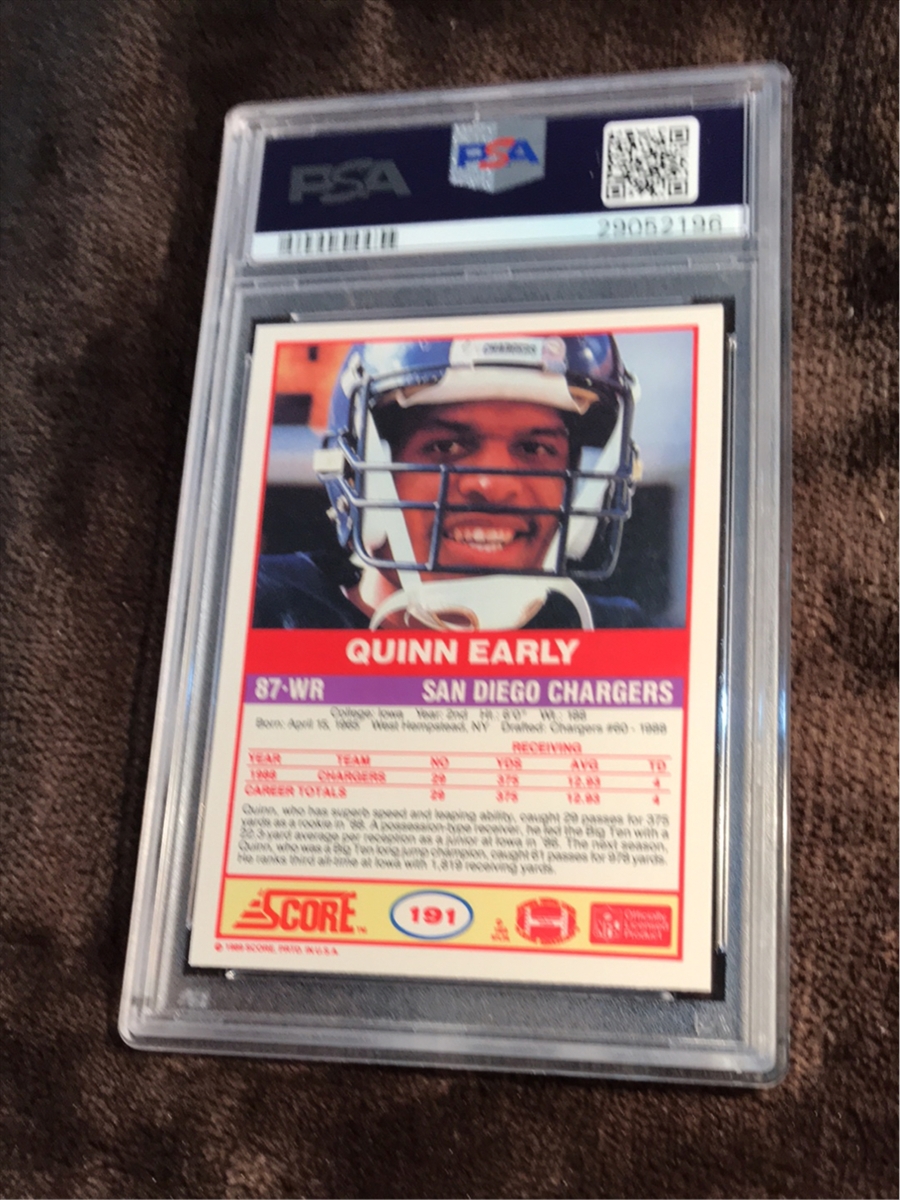 PSA
PSA
29052196
CHARGERS
QUINN EARLY
87·WR SAN DIEGO CHARGERS
College: Iowa Year: 2nd Ht.: 6'0" Wt.: 188
Born: April 13, 1965 West Hempstead, NY Drafted: Chargers #60 - 1988
RECEIVING
YEAR TEAM NO YDS AVG TD
1988 CHARGERS 29 375 12.93 4
CAREER TOTALS 29 375 12.93 4
Quinn, who has superb speed and leaping ability, caught 29 passes for 375
yards as a rookie in '88. A possession-type receiver, he led the Big Ten with a
22.3-yard average per reception as a junior at Iowa in '86. The next season,
Quinn, who was a Big Ten long jump champion, caught 61 passes for 978 yards.
He ranks third all-time at Iowa with 1,819 receiving yards.
SCORE™ 191
Officially
Licensed
Product
© 1989 SCORE, PRTD. IN U.S.A.